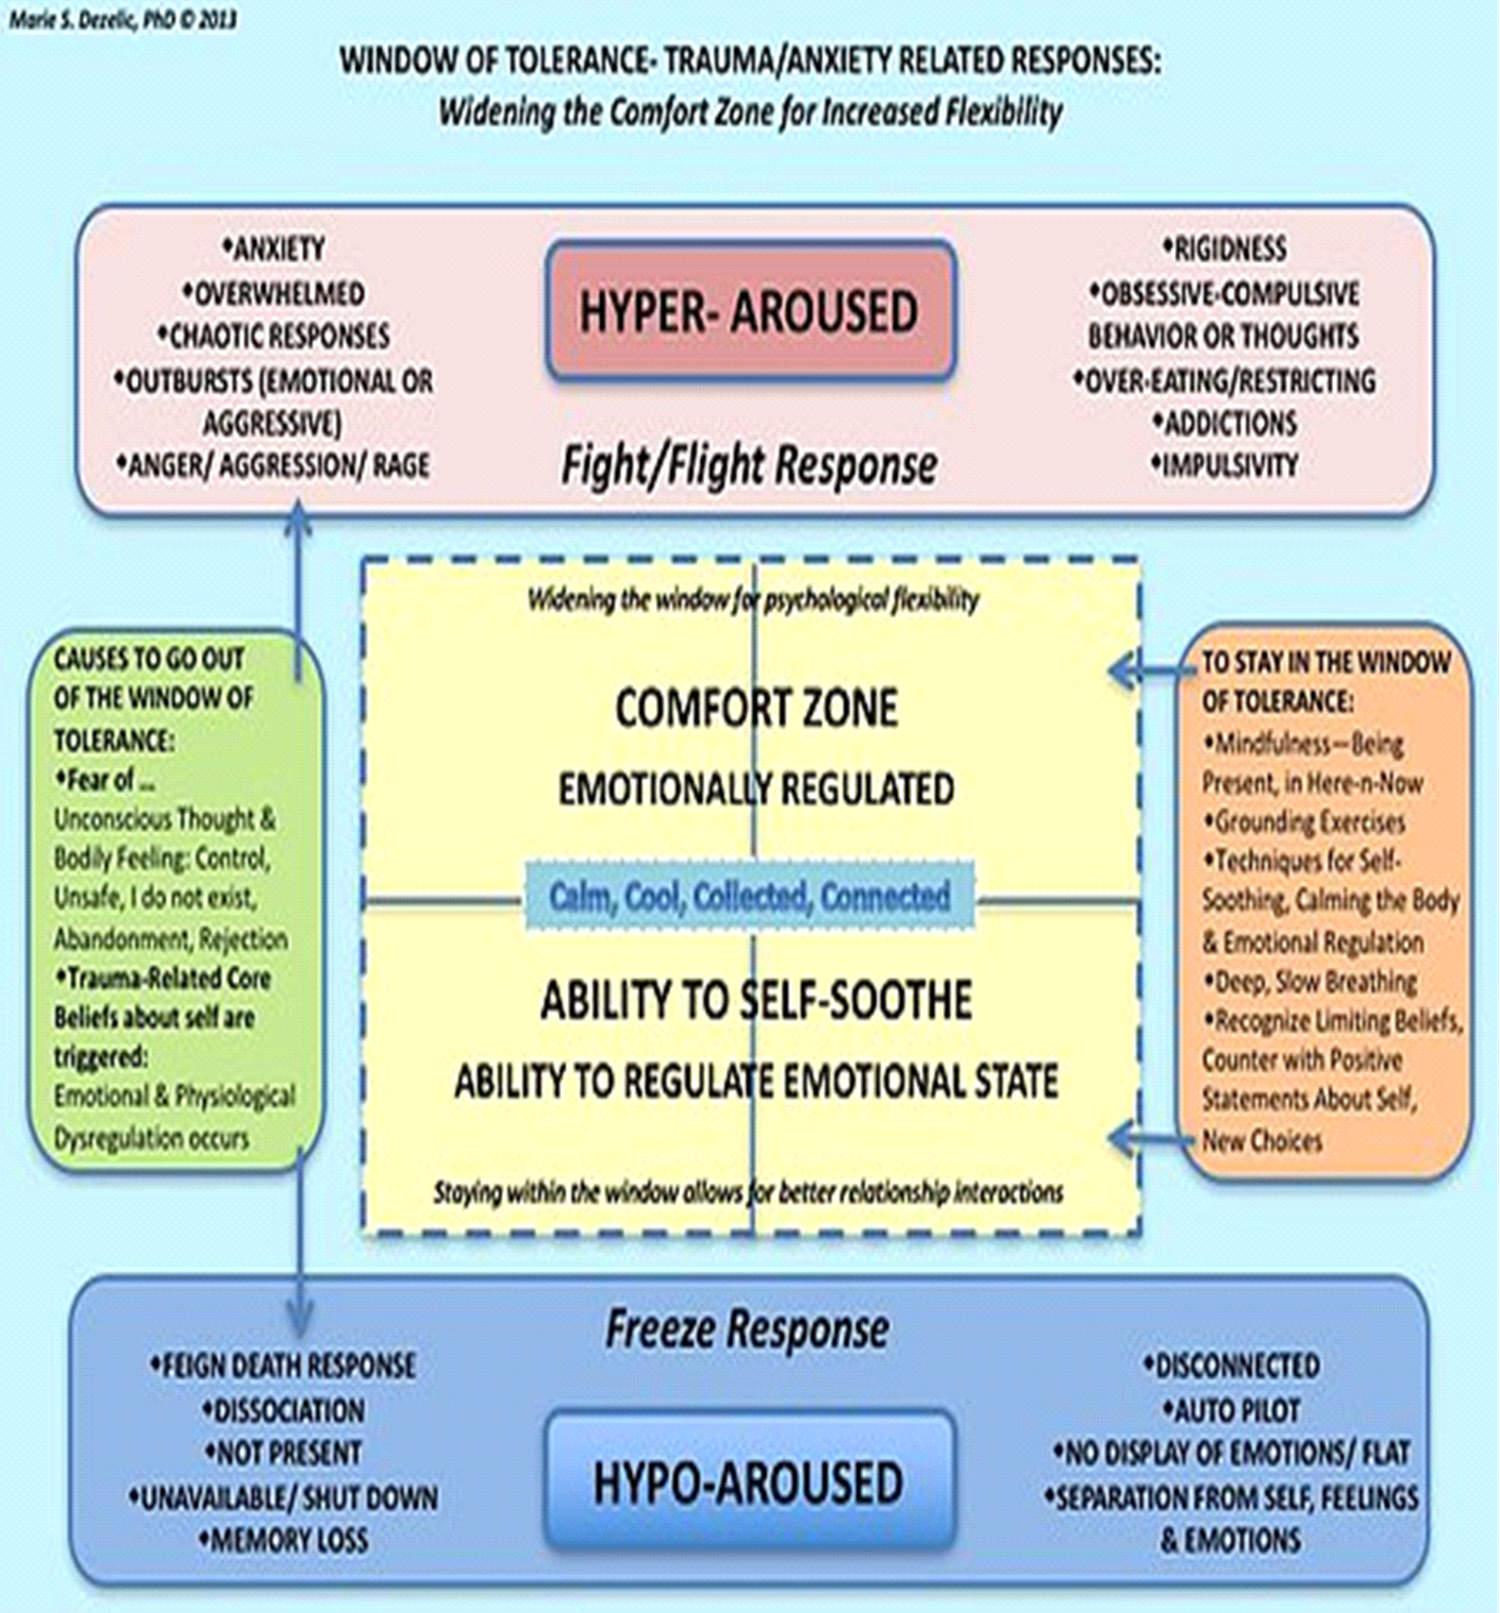 Marie S. Dezelic, PhD © 2013
WINDOW OF TOLERANCE- TRAUMA/ANXIETY RELATED RESPONSES:
Widening the Comfort Zone for Increased Flexibility
•ANXIETY
•OVERWHELMED
•CHAOTIC RESPONSES
•OUTBURSTS (EMOTIONAL OR
AGGRESSIVE)
•ANGER/ AGGRESSION/ RAGE
HYPER- AROUSED
Fight/Flight Response
•RIGIDNESS
•OBSESSIVE-COMPULSIVE
BEHAVIOR OR THOUGHTS
•OVER-EATING/RESTRICTING
•ADDICTIONS
•IMPULSIVITY
CAUSES TO GO OUT
OF THE WINDOW OF
TOLERANCE:
•Fear of ...
Unconscious Thought &
Bodily Feeling: Control,
Unsafe, I do not exist,
Abandonment, Rejection
•Trauma-Related Core
Beliefs about self are
triggered:
Emotional & Physiological
Dysregulation occurs
Widening the window for psychological flexibility
COMFORT ZONE
EMOTIONALLY REGULATED
Calm, Cool, Collected, Connected
ABILITY TO SELF-SOOTHE
ABILITY TO REGULATE EMOTIONAL STATE
Staying within the window allows for better relationship interactions
TO STAY IN THE WINDOW
OF TOLERANCE:
•Mindfulness—Being
Present, in Here-n-Now
•Grounding Exercises
•Techniques for Self-
Soothing, Calming the Body
& Emotional Regulation
•Deep, Slow Breathing
•Recognize Limiting Beliefs,
Counter with Positive
Statements About Self,
New Choices
Freeze Response
HYPO-AROUSED
•FEIGN DEATH RESPONSE
•DISSOCIATION
•NOT PRESENT
•UNAVAILABLE/ SHUT DOWN
•MEMORY LOSS
•DISCONNECTED
•AUTO PILOT
•NO DISPLAY OF EMOTIONS/ FLAT
•SEPARATION FROM SELF, FEELINGS
& EMOTIONS